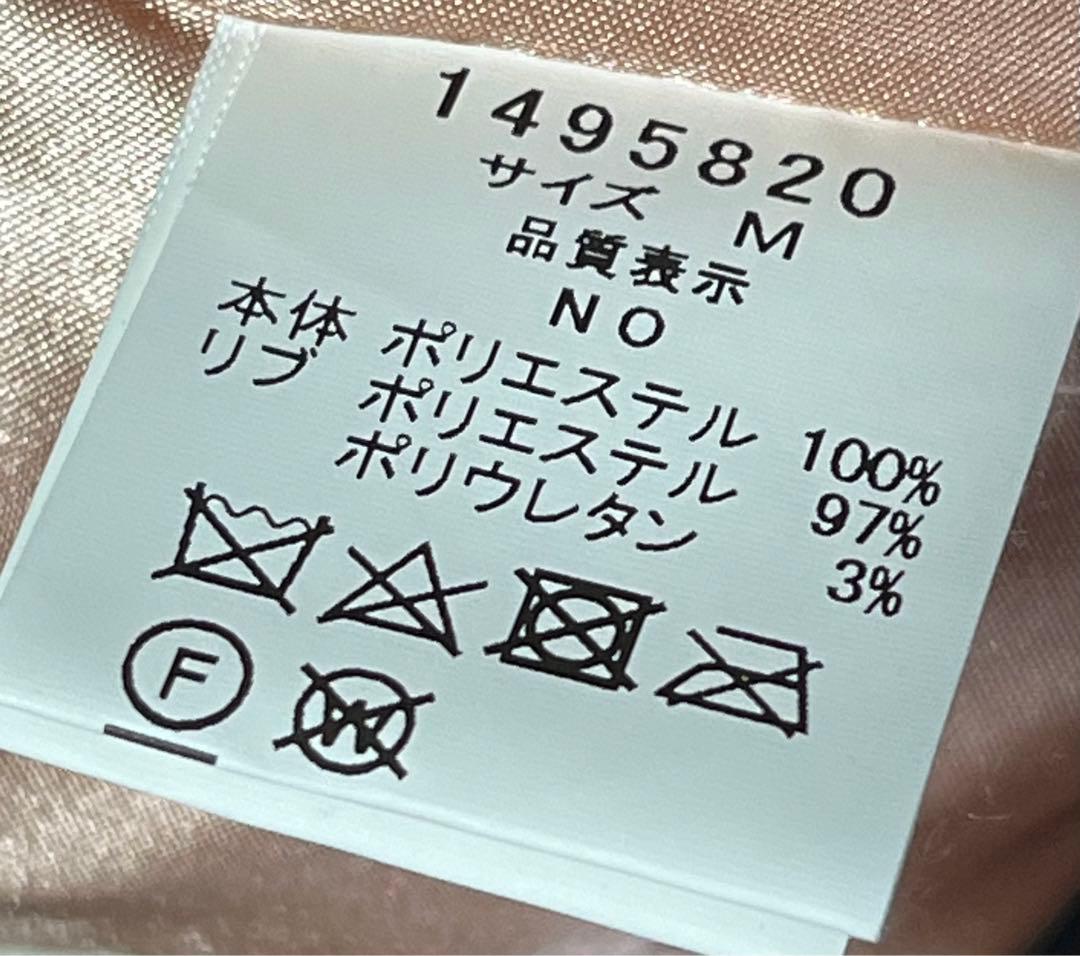 1495820
サイズ M
品質表示
NO
本体 ポリエステル 100%
リブ ポリエステル 97%
ポリウレタン 3%
F
W